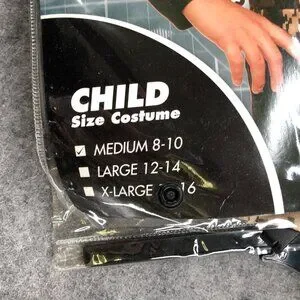 CHILD
Size Costume
MEDIUM 8-10
LARGE 12-14
X-LARGE 16